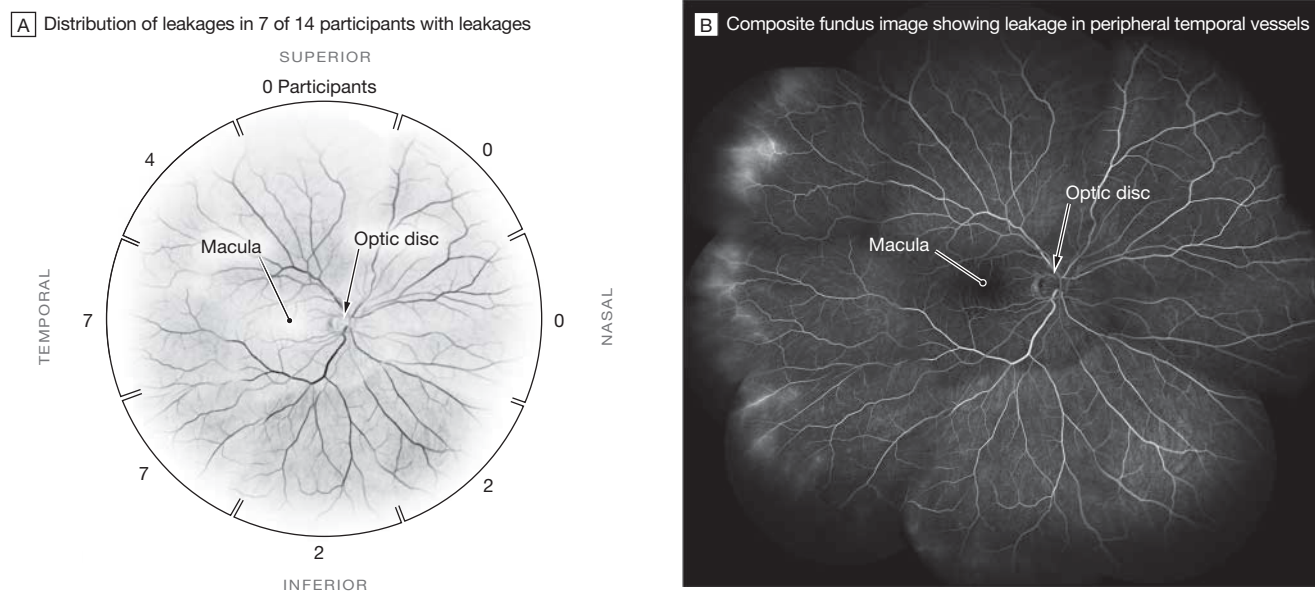 A Distribution of leakages in 7 of 14 participants with leakages
SUPERIOR
0 Participants
4
0
Macula
Optic disc
TEMPORAL
7
0
NASAL
7
2
2
INFERIOR
B Composite fundus image showing leakage in peripheral temporal vessels
Optic disc
Macula